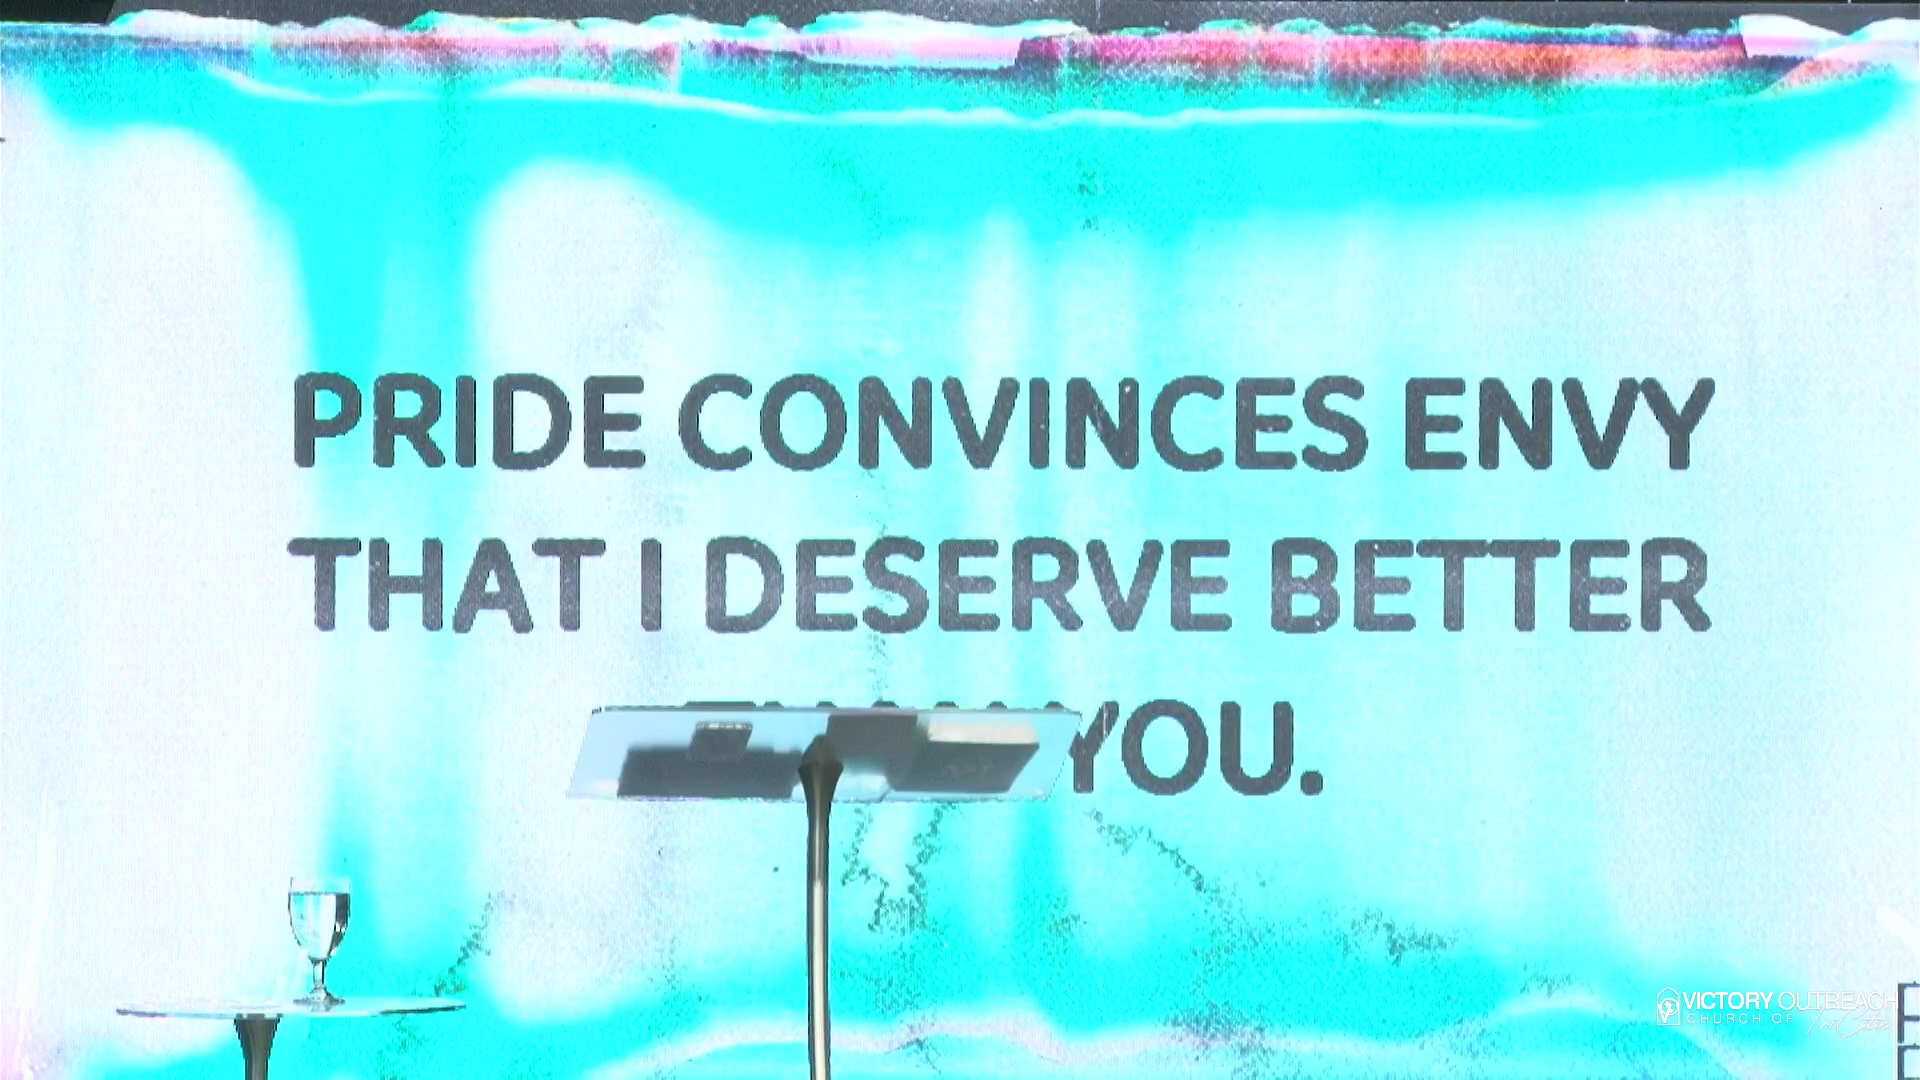 PRIDE CONVINCES ENVY
THAT I DESERVE BETTER
YOU.
VICTORY OUTREACH
CHURCH OF